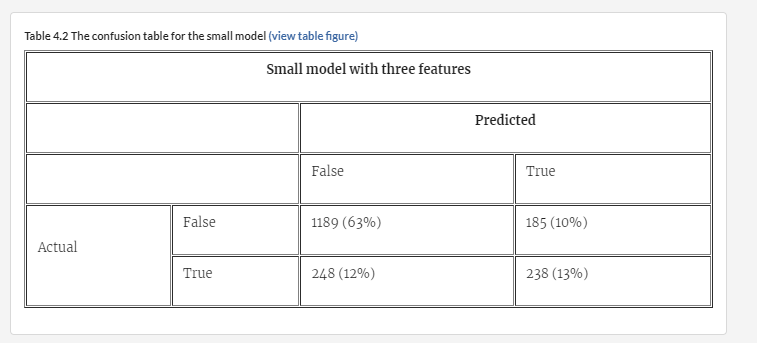 Table 4.2 The confusion table for the small model (view table figure)
Small model with three features
Predicted
False True
False 1189 (63%) 185 (10%)
Actual
True 248 (12%) 238 (13%)